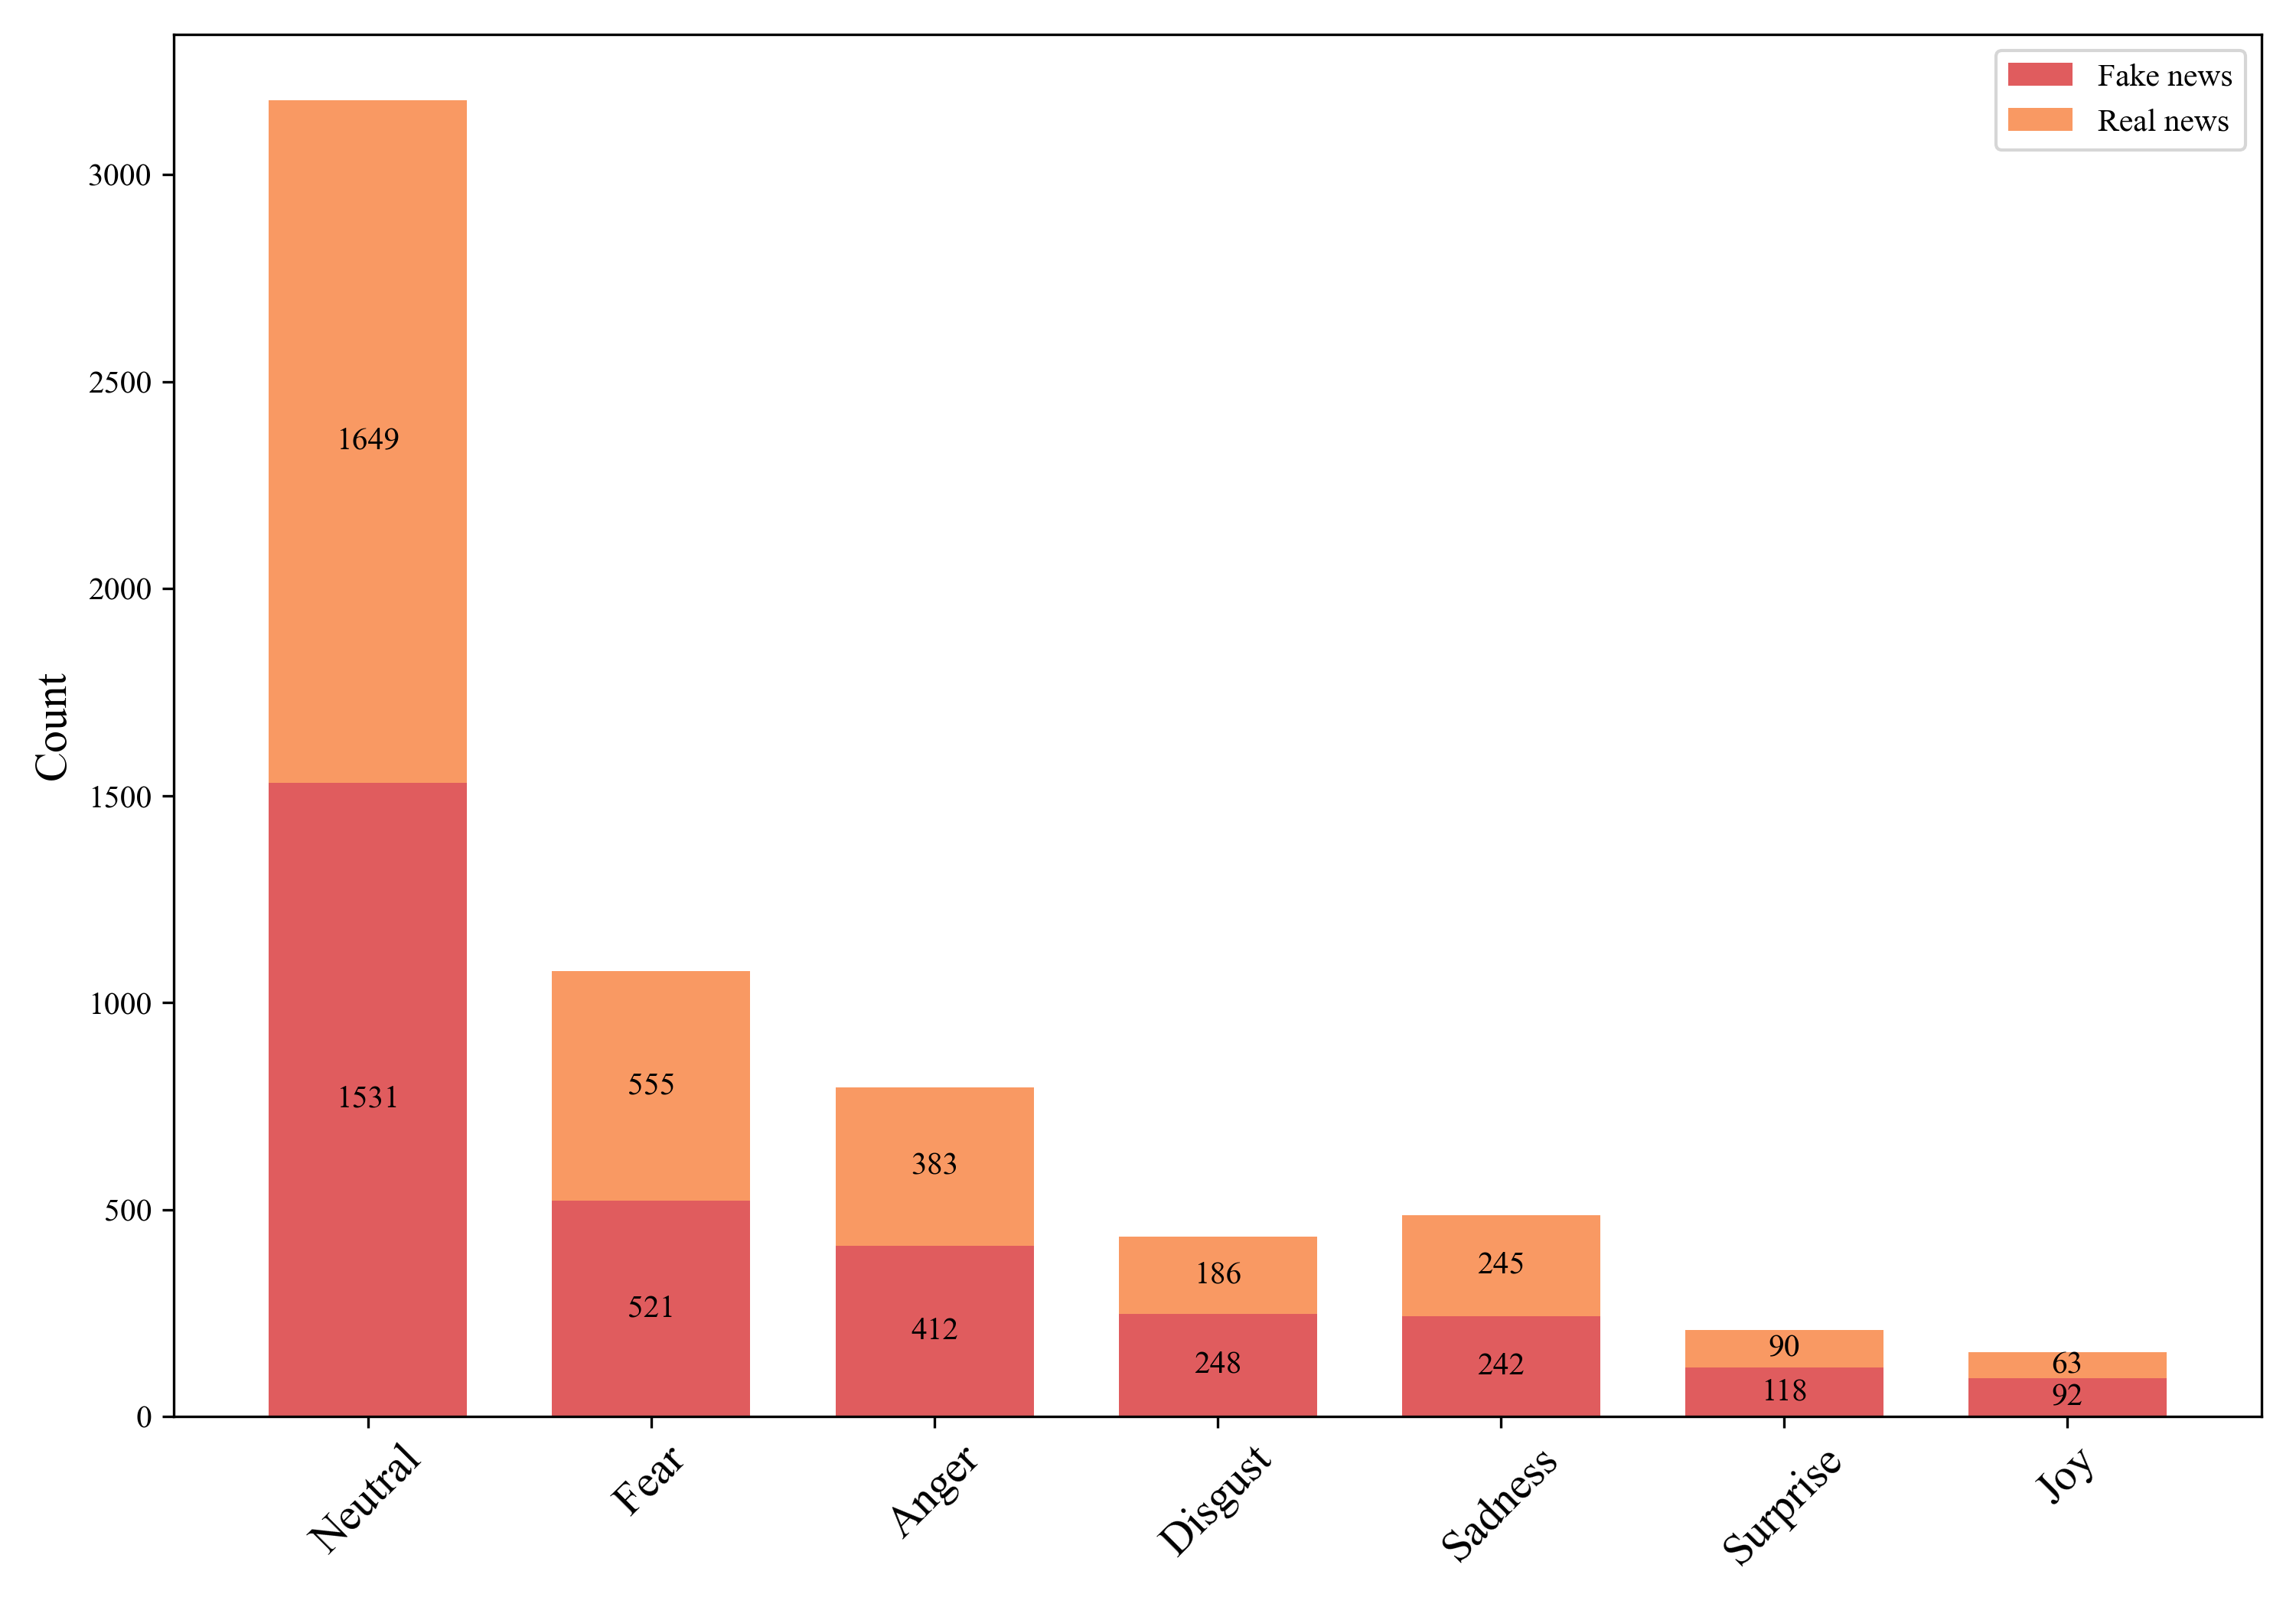 Fake news
Real news
3000
2500
2000
1500
1000
500
0
Count
1649
1531
555
521
383
412
186
248
245
242
90
118
63
92
Neutral
Fear
Anger
Disgust
Sadness
Surprise
Joy